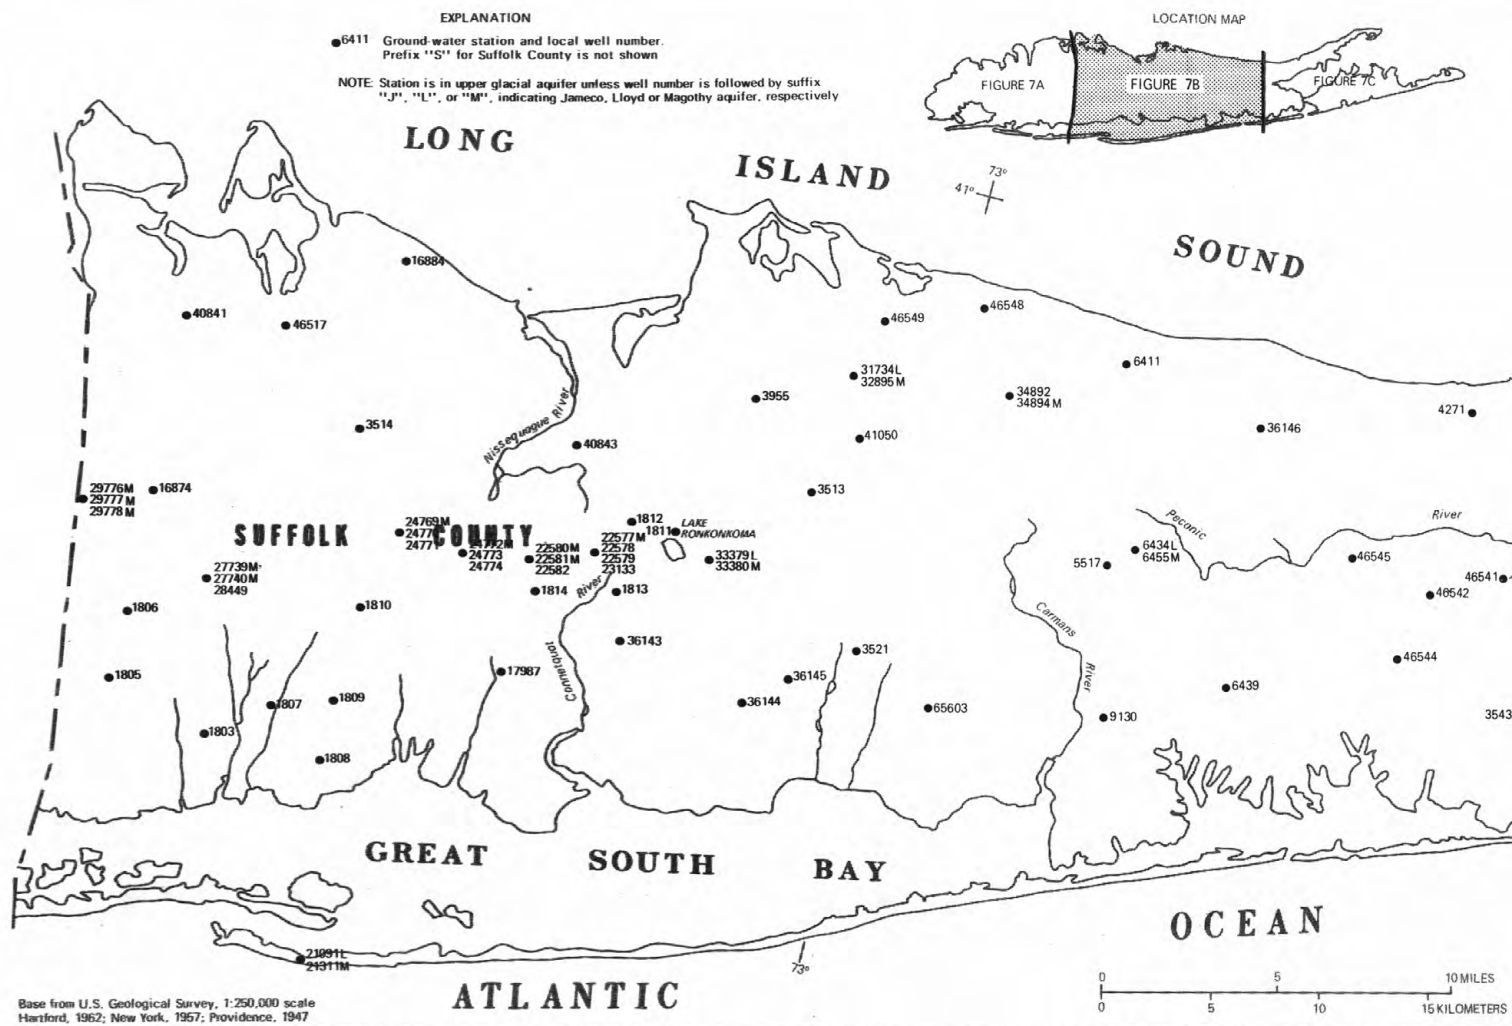 EXPLANATION
6411 Ground-water station and local well number.
Prefix "S" for Suffolk County is not shown
NOTE: Station is in upper glacial aquifer unless well number is followed by suffix
"J", "L", or "M", indicating Jameco, Lloyd or Magothy aquifer, respectively
LOCATION MAP
FIGURE 7A
FIGURE 7B
FIGURE 7C
LONG
ISLAND
SOUND
73°
41°
16884
40841
46517
46549
46548
6411
31734L
32895M
3955
34892
34894M
4271
36146
3514
40843
41050
Nissequogue River
3513
16874
29776M
29777M
29778M
SUFFOLK COUNTY
24769M
24770
24771
24772M
24773
24774
22580M
22581M
22582
1812
1811
LAKE
RONKONKOMA
22577M
22578
22579
23133
33379L
33380M
Peconic
River
6434L
6455M
5517
46545
46541
46542
27739M
27740M
28449
1806
1810
1814
1813
Connetquot
River
36143
Carmans
River
3521
46544
1805
17987
36145
36144
6439
1807
1809
65603
9130
3543
1803
1808
GREAT SOUTH BAY
OCEAN
21091L
21311M
73°
ATLANTIC
0 5 10 MILES
0 5 10 15 KILOMETERS
Base from U.S. Geological Survey, 1:250,000 scale
Hartford, 1962; New York, 1957; Providence, 1947